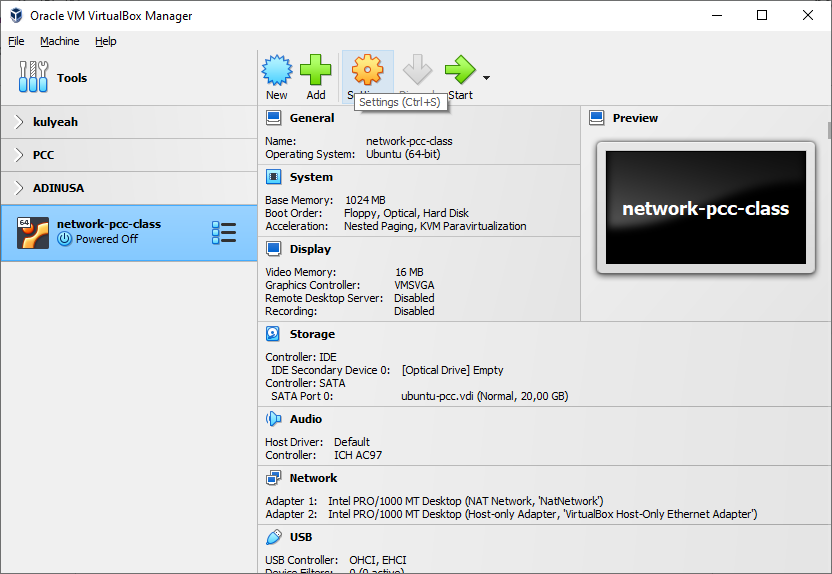 Oracle VM VirtualBox Manager
File Machine Help
Tools
New Add Start
Settings (Ctrl+S)
kulyeah
PCC
ADINUSA
64
network-pcc-class
Powered Off
General
Name: network-pcc-class
Operating System: Ubuntu (64-bit)
System
Base Memory: 1024 MB
Boot Order: Floppy, Optical, Hard Disk
Acceleration: Nested Paging, KVM Paravirtualization
Display
Video Memory: 16 MB
Graphics Controller: VMSVGA
Remote Desktop Server: Disabled
Recording: Disabled
Preview
network-pcc-class
Storage
Controller: IDE
IDE Secondary Device 0: [Optical Drive] Empty
Controller: SATA
SATA Port 0: ubuntu-pcc.vdi (Normal, 20,00 GB)
Audio
Host Driver: Default
Controller: ICH AC97
Network
Adapter 1: Intel PRO/1000 MT Desktop (NAT Network, 'NatNetwork')
Adapter 2: Intel PRO/1000 MT Desktop (Host-only Adapter, 'VirtualBox Host-Only Ethernet Adapter')
USB
USB Controller: OHCI, EHCI
Device Filters: 0 (0 active)